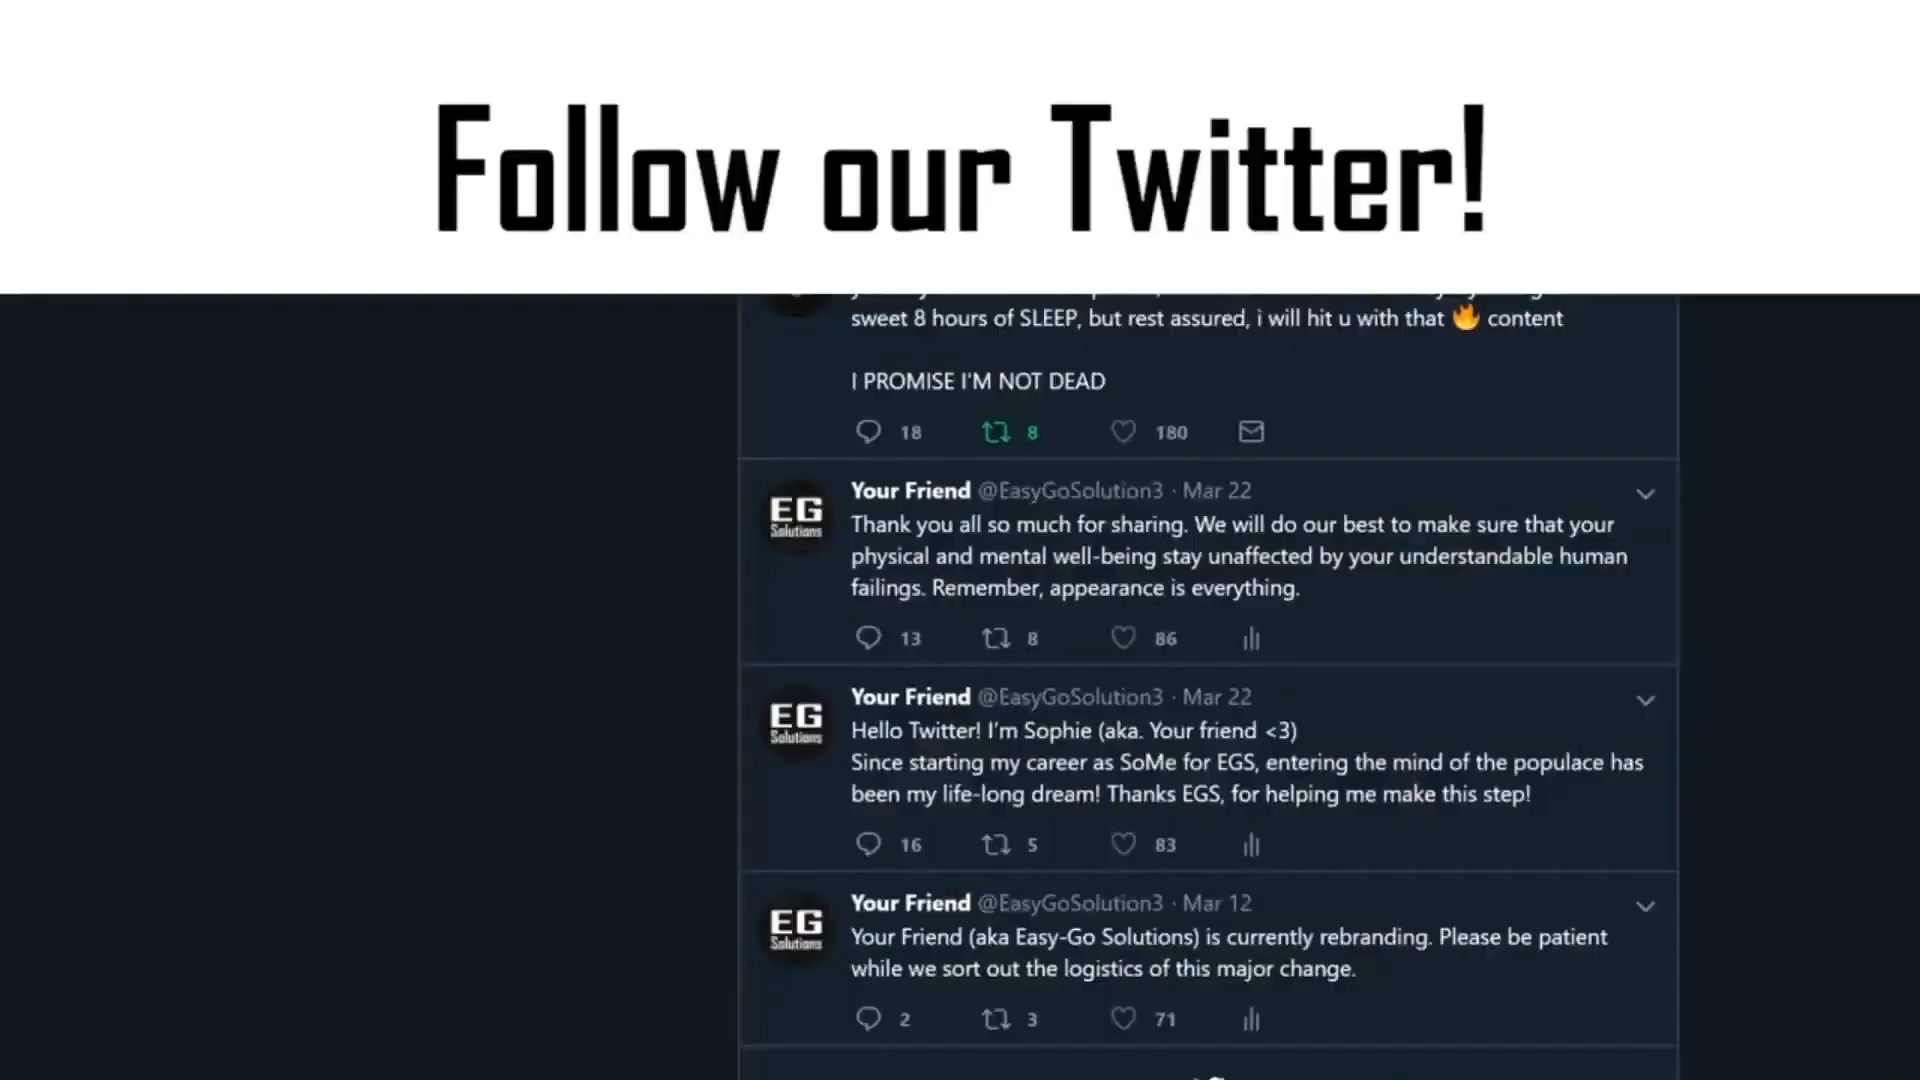 Follow our Twitter!
sweet 8 hours of SLEEP, but rest assured, i will hit u with that 🔥 content
I PROMISE I'M NOT DEAD
18 8 180
Your Friend @EasyGoSolution3 · Mar 22
EG
Solutions
Thank you all so much for sharing. We will do our best to make sure that your
physical and mental well-being stay unaffected by your understandable human
failings. Remember, appearance is everything.
13 8 86
Your Friend @EasyGoSolution3 · Mar 22
EG
Solutions
Hello Twitter! I'm Sophie (aka. Your friend <3)
Since starting my career as SoMe for EGS, entering the mind of the populace has
been my life-long dream! Thanks EGS, for helping me make this step!
16 5 83
Your Friend @EasyGoSolution3 · Mar 12
EG
Solutions
Your Friend (aka Easy-Go Solutions) is currently rebranding. Please be patient
while we sort out the logistics of this major change.
2 3 71